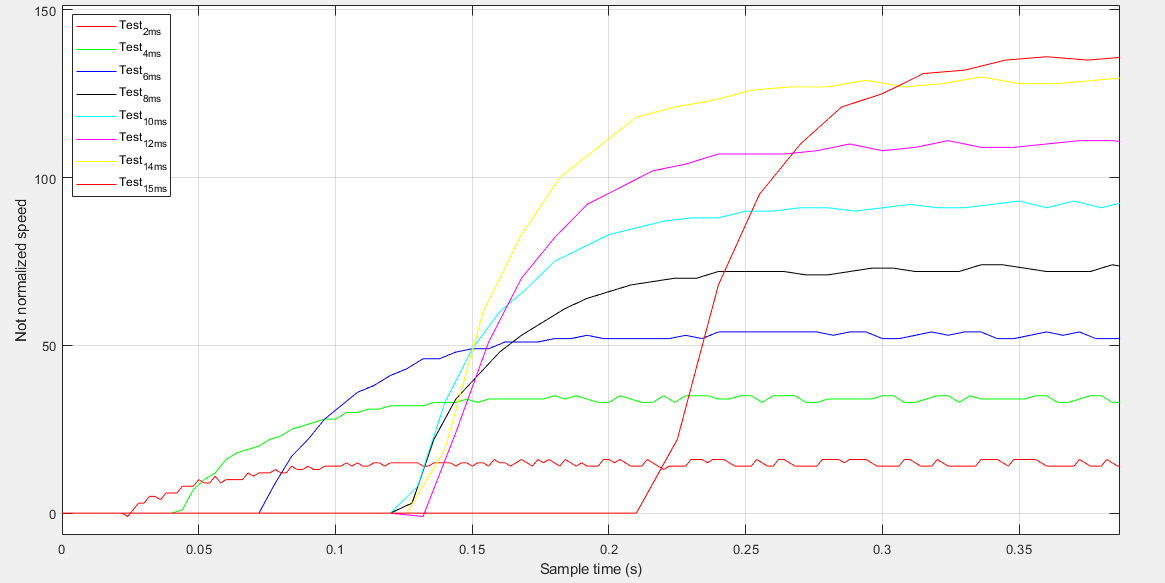 150
Test2ms
Test4ms
Test6ms
Test8ms
Test10ms
Test12ms
Test14ms
Test15ms
100
50
0
Not normalized speed
0 0.05 0.1 0.15 0.2 0.25 0.3 0.35
Sample time (s)